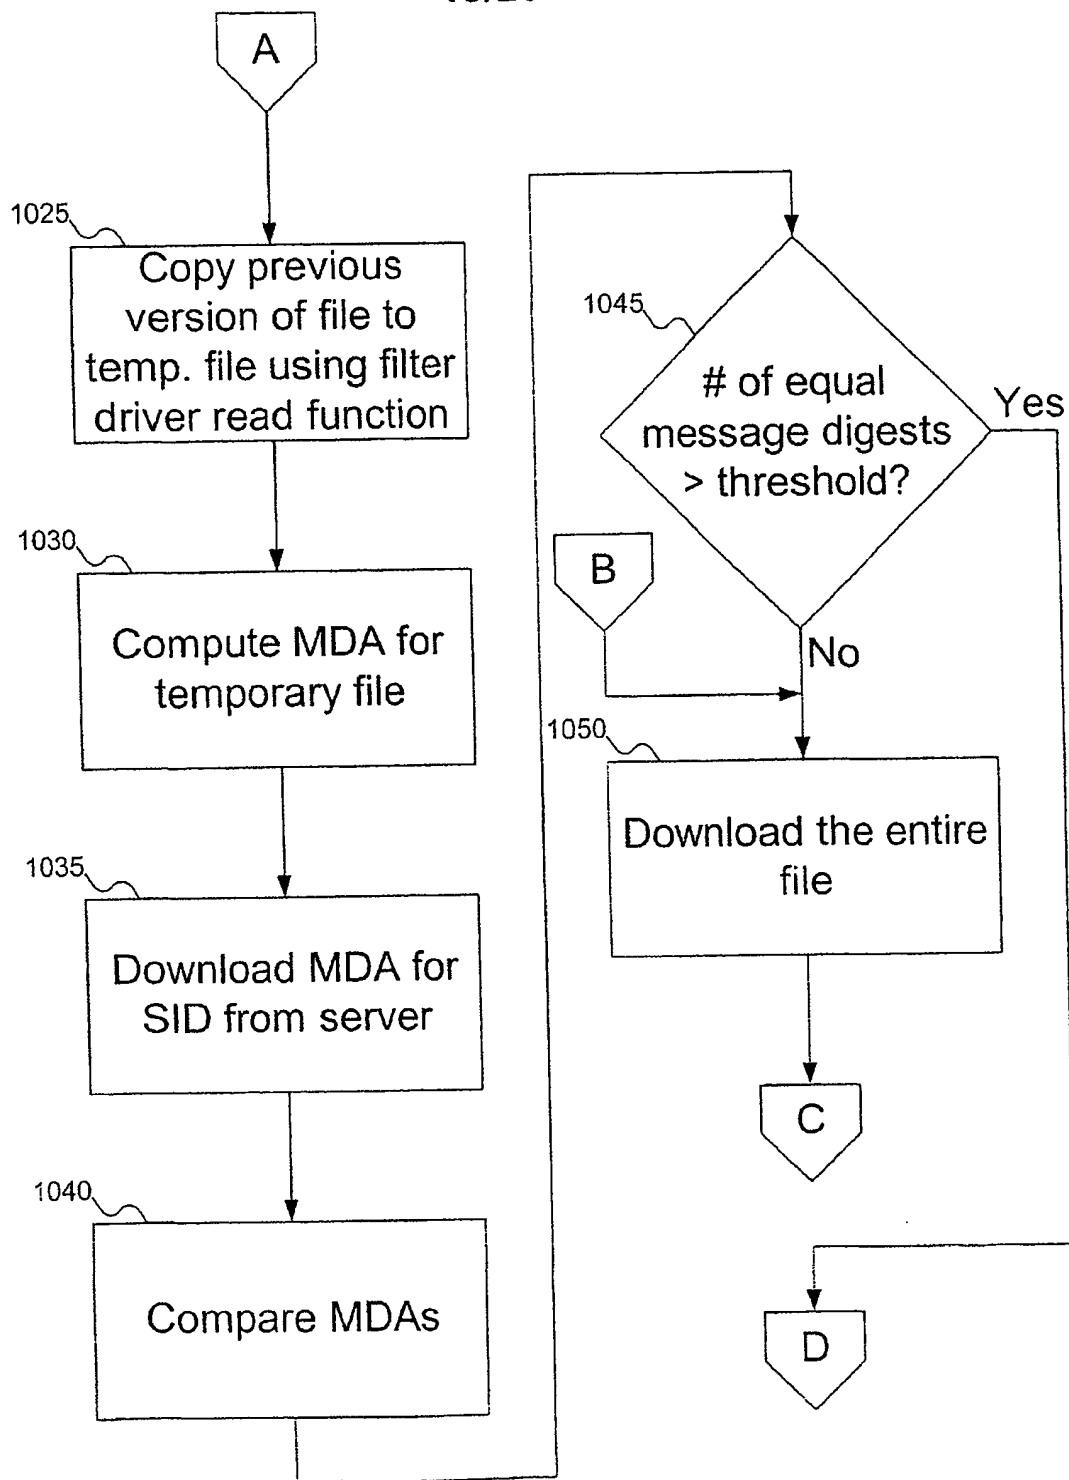 A
1025
Copy previous
version of file to
temp. file using filter
driver read function
1030
Compute MDA for
temporary file
1035
Download MDA for
SID from server
1040
Compare MDAs
1045
# of equal
message digests
> threshold?
Yes
B
No
1050
Download the entire
file
C
D